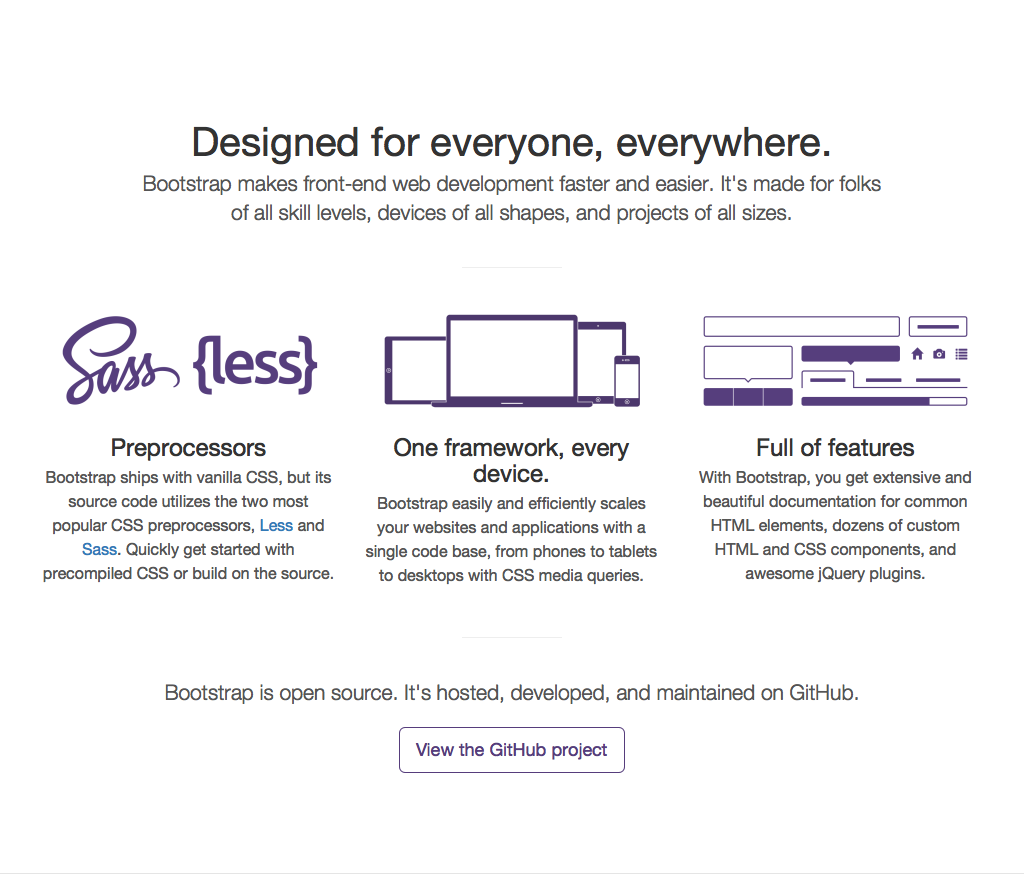 Designed for everyone, everywhere.
Bootstrap makes front-end web development faster and easier. It's made for folks
of all skill levels, devices of all shapes, and projects of all sizes.
Sass {less}
Preprocessors
Bootstrap ships with vanilla CSS, but its
source code utilizes the two most
popular CSS preprocessors, Less and
Sass. Quickly get started with
precompiled CSS or build on the source.
One framework, every
device.
Bootstrap easily and efficiently scales
your websites and applications with a
single code base, from phones to tablets
to desktops with CSS media queries.
Full of features
With Bootstrap, you get extensive and
beautiful documentation for common
HTML elements, dozens of custom
HTML and CSS components, and
awesome jQuery plugins.
Bootstrap is open source. It's hosted, developed, and maintained on GitHub.
View the GitHub project